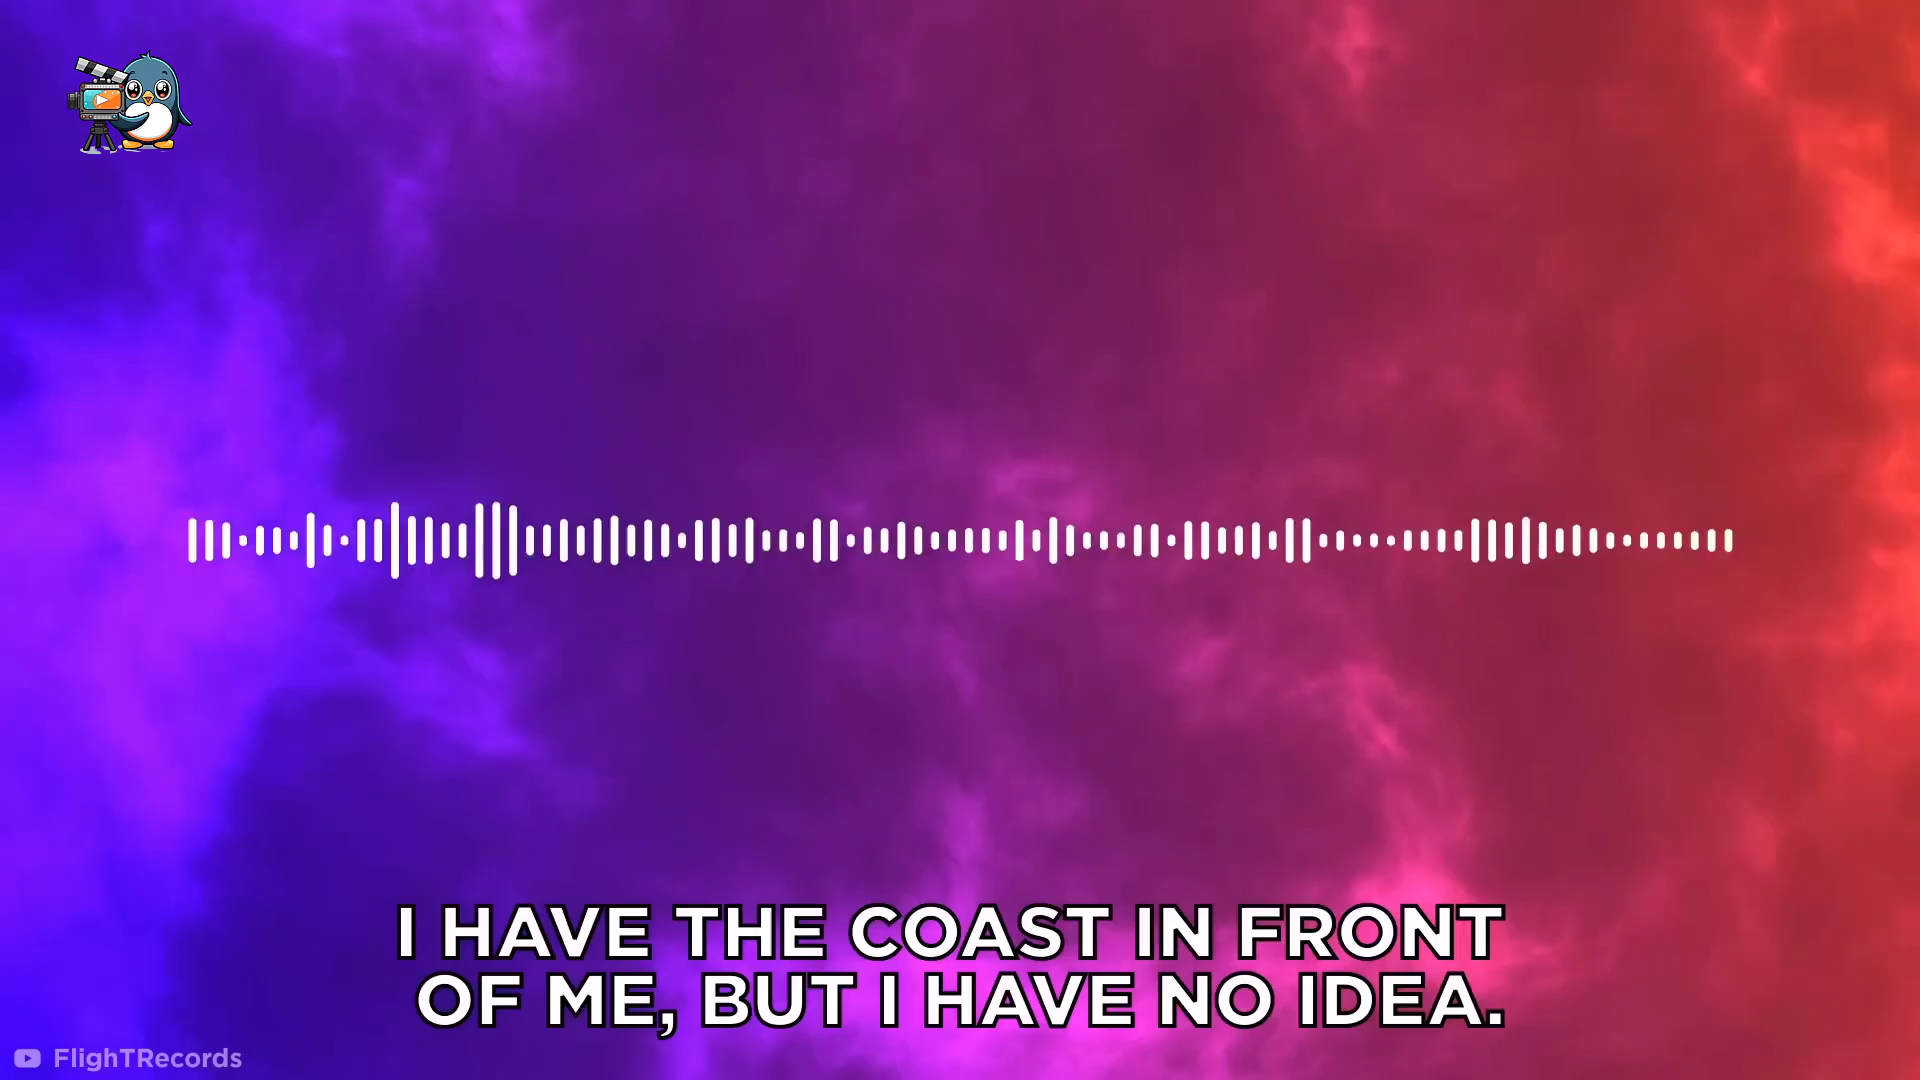 I HAVE THE COAST IN FRONT
OF ME, BUT I HAVE NO IDEA.
FlighTRecords